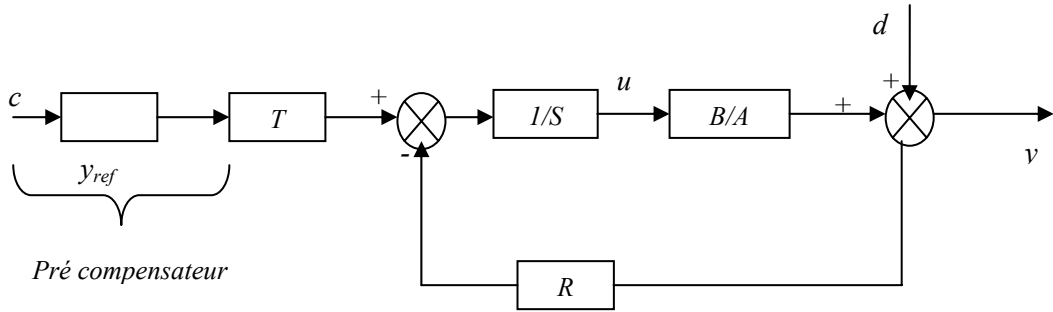 d
c
T
+
-
1/S
u
B/A
+
+
y
y_ref
Pré compensateur
R